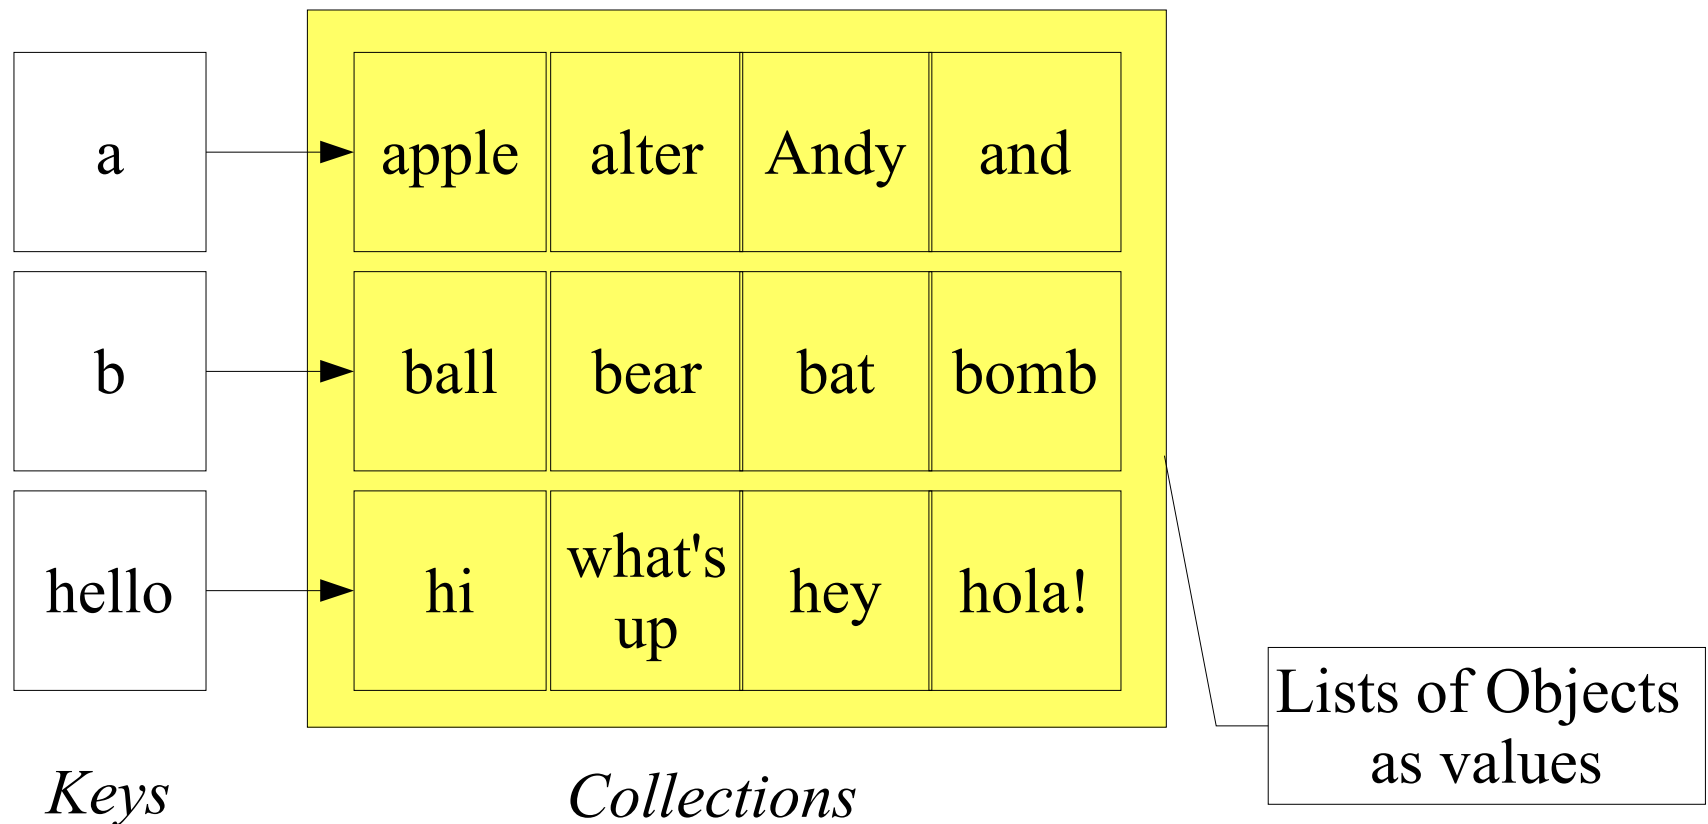 a apple alter Andy and
b ball bear bat bomb
hello hi what's up hey hola!
Lists of Objects
as values
Keys Collections